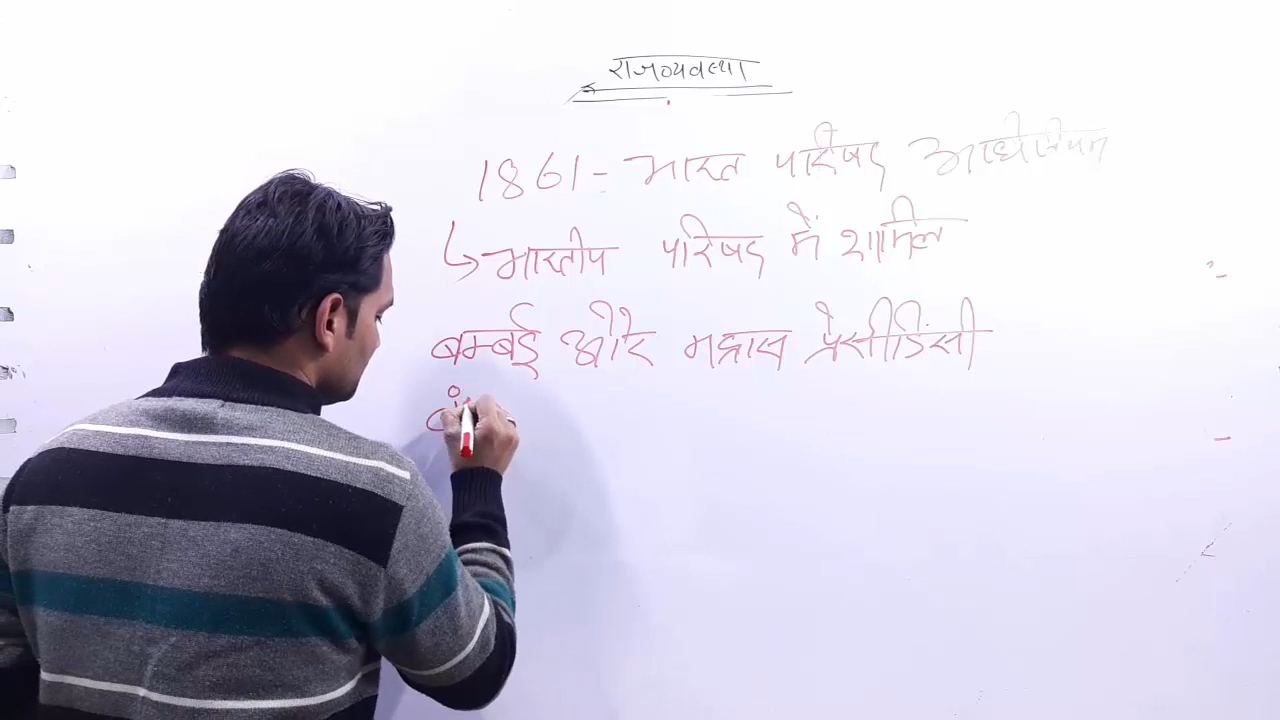 राजव्यवस्था
1861- भारत परिषद अधिनियम
↳ भारतीय परिषद में शामिल
बम्बई और मद्रास प्रेसीडिंसी